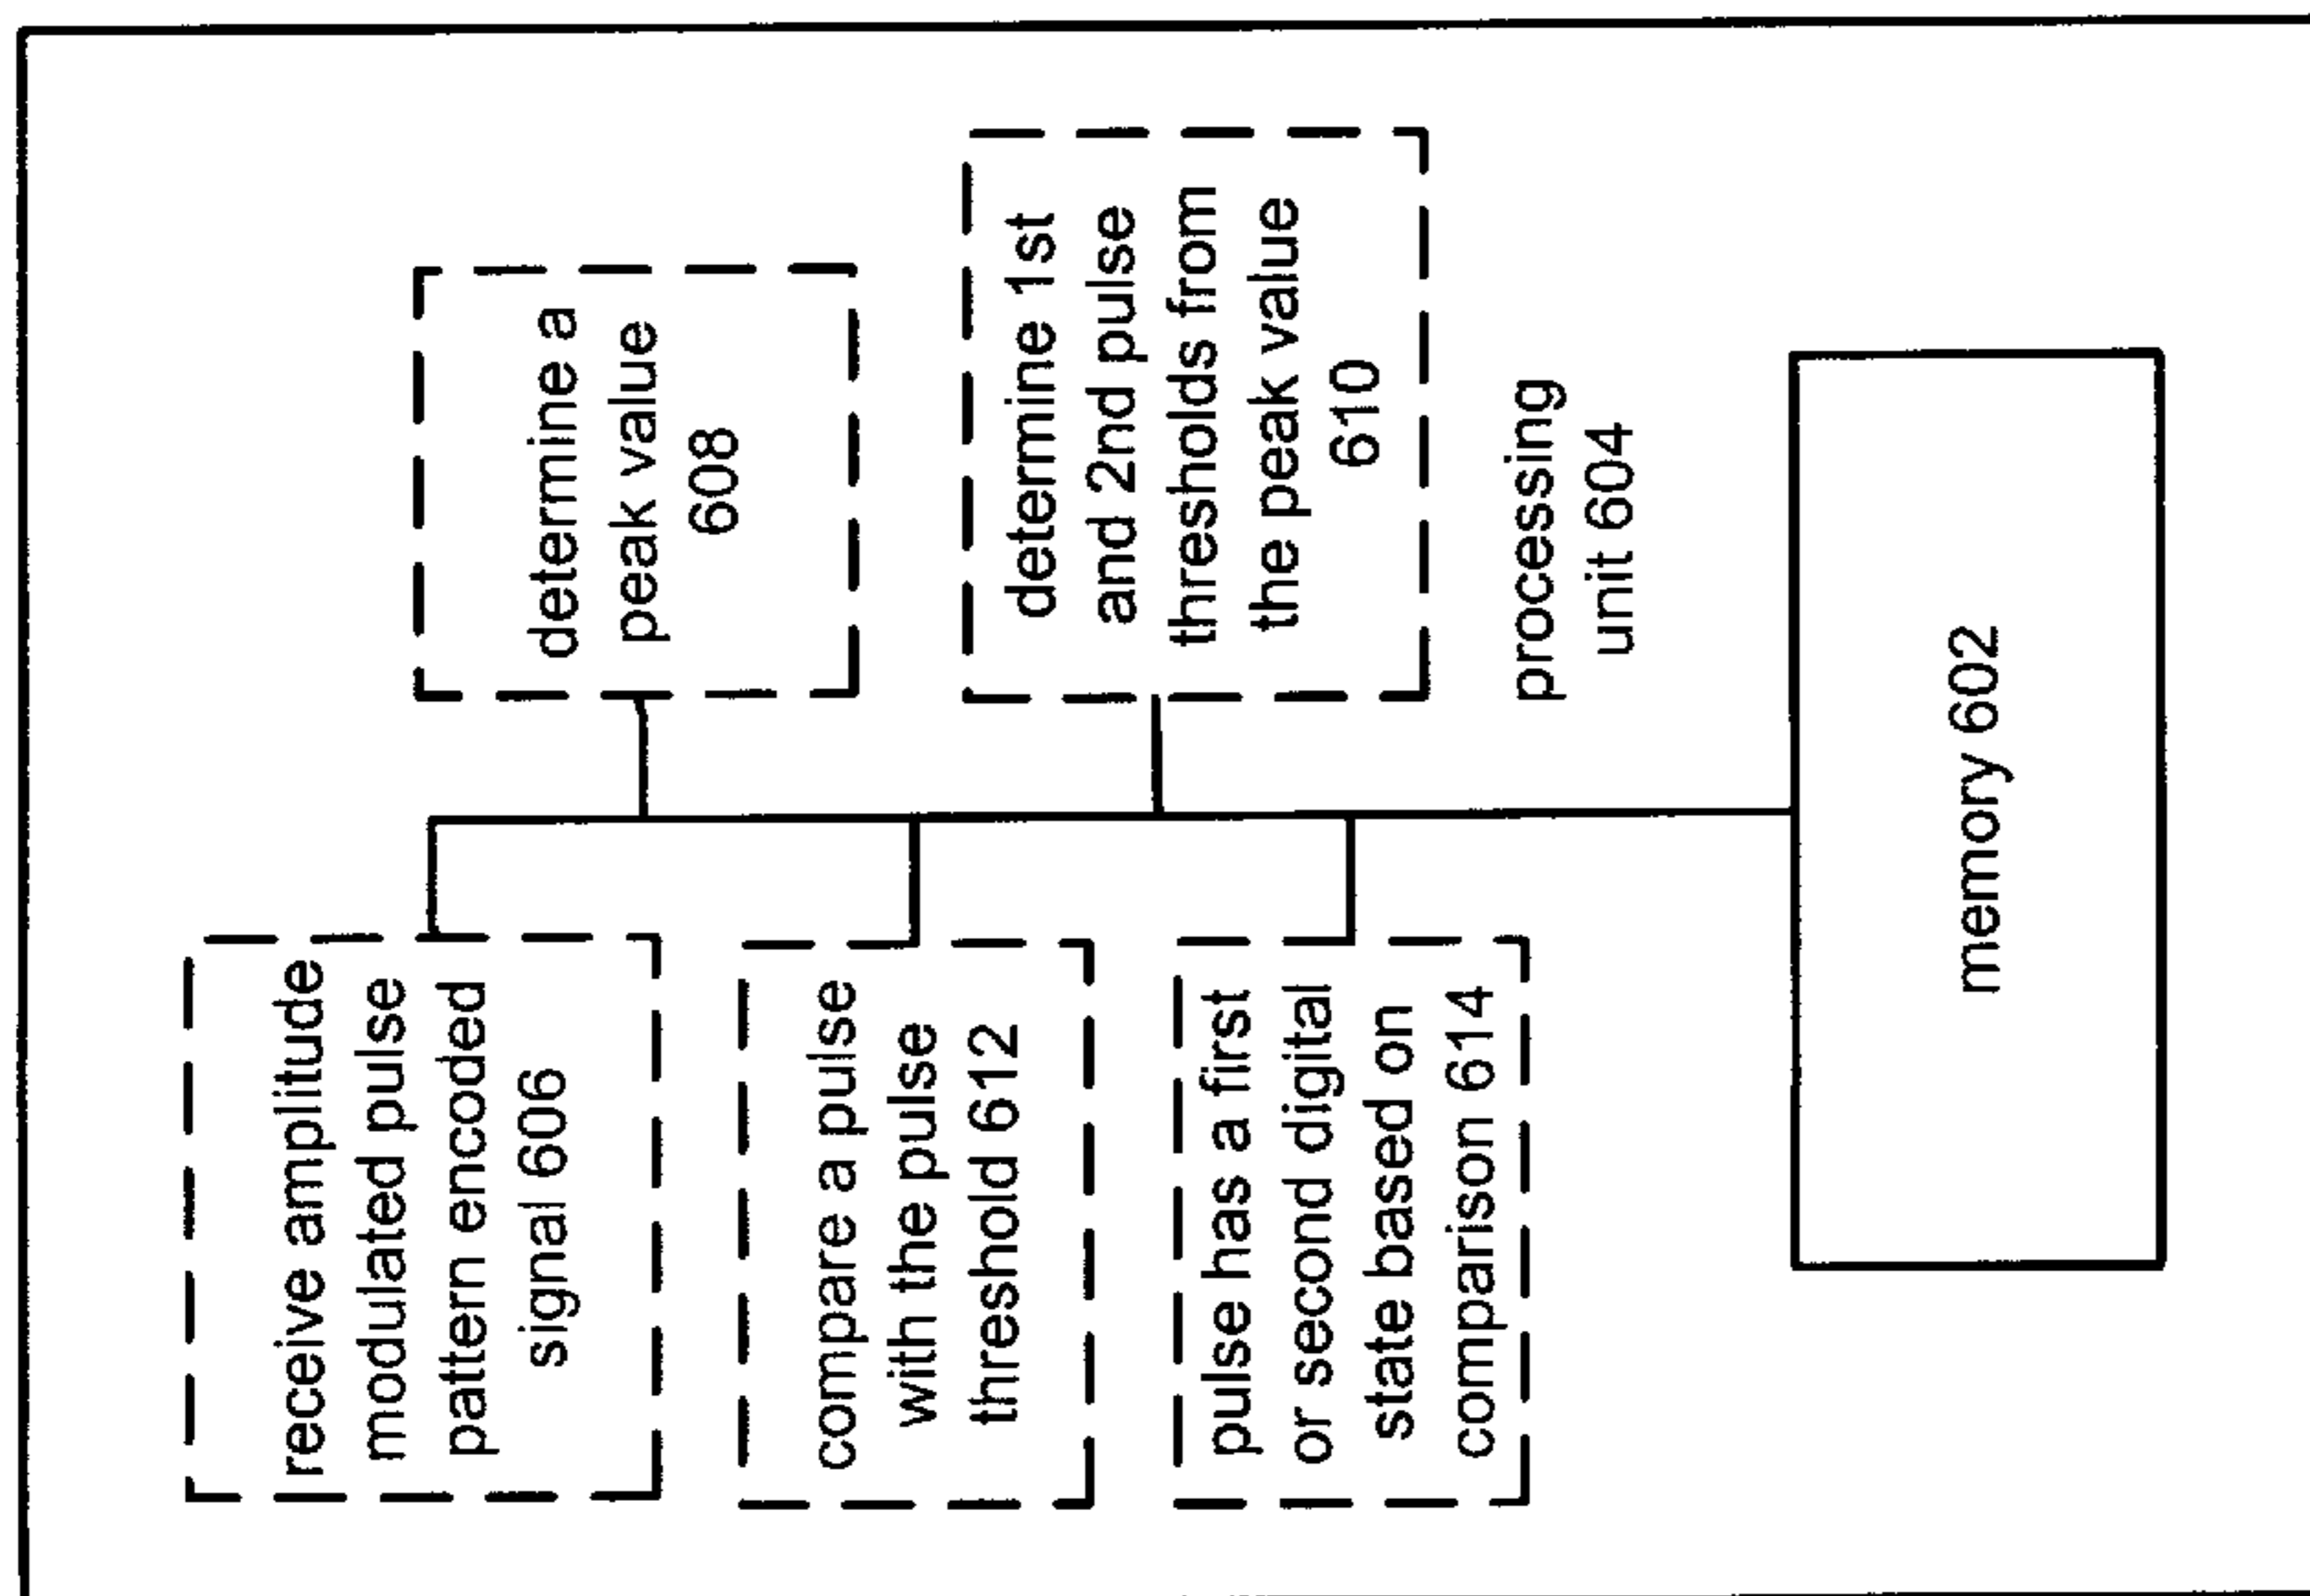 receive amplitude
modulated pulse
pattern encoded
signal 606
determine a
peak value
608
compare a pulse
with the pulse
threshold 612
determine 1st
and 2nd pulse
thresholds from
the peak value
610
pulse has a first
or second digital
state based on
comparison 614
processing
unit 604
memory 602